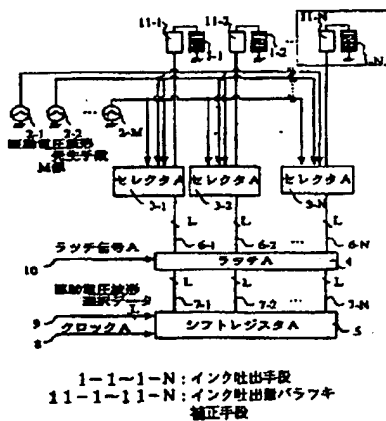 11-1
11-2
11-N
1-1
1-2
1-N
2-1
2-2
2-M
駆動電圧波形
発生手段
M個
セレクタA
セレクタA
セレクタA
3-1
3-2
3-N
L
L
L
6-1
6-2
...
6-N
ラッチ信号A
10
ラッチA
4
L
L
L
駆動電圧波形
選択データ
7-1
7-2
...
7-N
L
9
クロックA
8
シフトレジスタA
5
1-1~1-N:インク吐出手段
11-1~11-N:インク吐出量バラツキ
補正手段